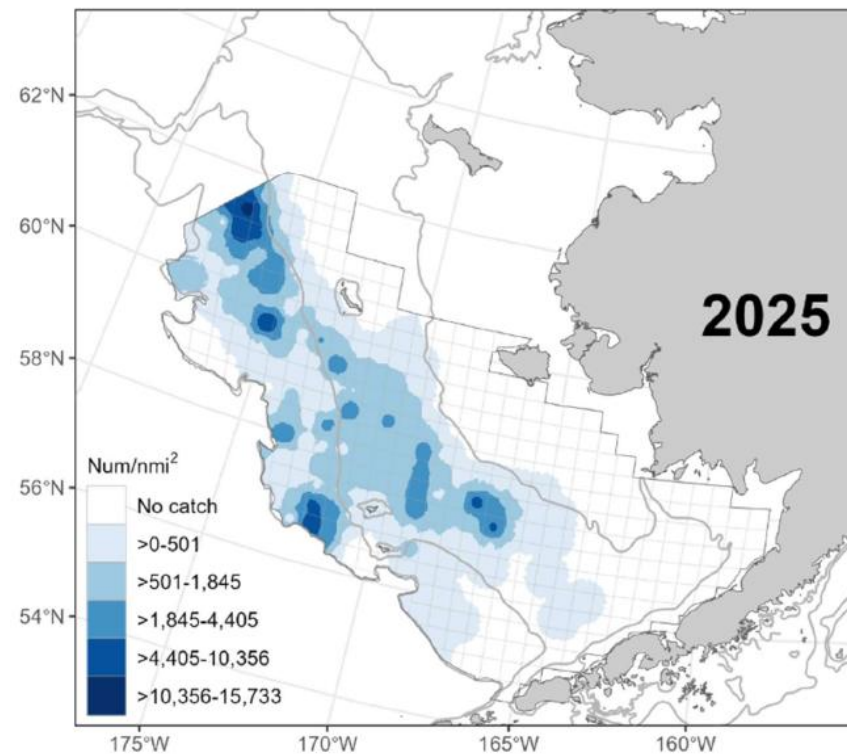 62°N
60°N
58°N
56°N
54°N
2025
Num/nmi²
No catch
>0-501
>501-1,845
>1,845-4,405
>4,405-10,356
>10,356-15,733
175°W
170°W
165°W
160°W